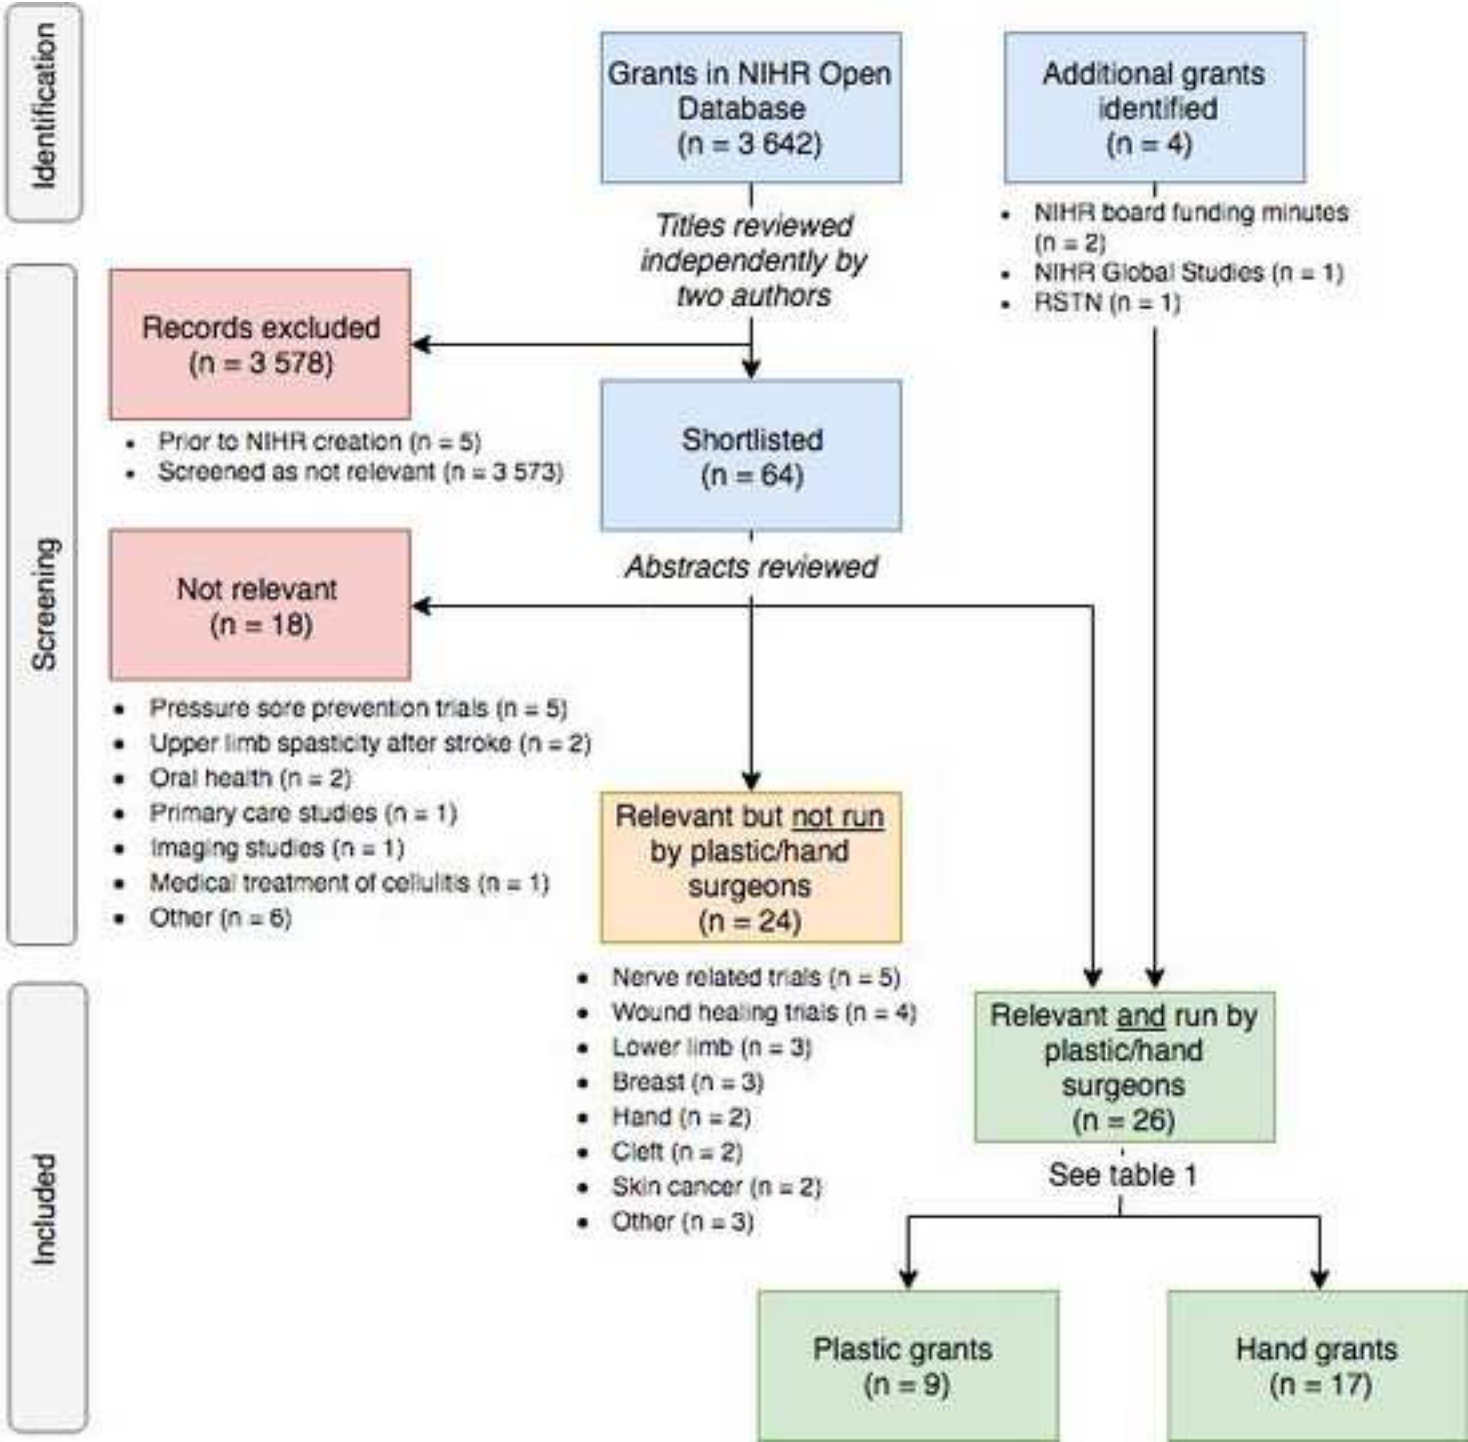 Identification
Grants in NIHR Open
Database
(n = 3 642)
Additional grants
identified
(n = 4)
• NIHR board funding minutes
(n = 2)
• NIHR Global Studies (n = 1)
• RSTN (n = 1)
Titles reviewed
independently by
two authors
Screening
Records excluded
(n = 3 578)
• Prior to NIHR creation (n = 5)
• Screened as not relevant (n = 3 573)
Shortlisted
(n = 64)
Abstracts reviewed
Not relevant
(n = 18)
• Pressure sore prevention trials (n = 5)
• Upper limb spasticity after stroke (n = 2)
• Oral health (n = 2)
• Primary care studies (n = 1)
• Imaging studies (n = 1)
• Medical treatment of cellulitis (n = 1)
• Other (n = 6)
Relevant but not run
by plastic/hand
surgeons
(n = 24)
• Nerve related trials (n = 5)
• Wound healing trials (n = 4)
• Lower limb (n = 3)
• Breast (n = 3)
• Hand (n = 2)
• Cleft (n = 2)
• Skin cancer (n = 2)
• Other (n = 3)
Included
Relevant and run by
plastic/hand
surgeons
(n = 26)
See table 1
Plastic grants
(n = 9)
Hand grants
(n = 17)